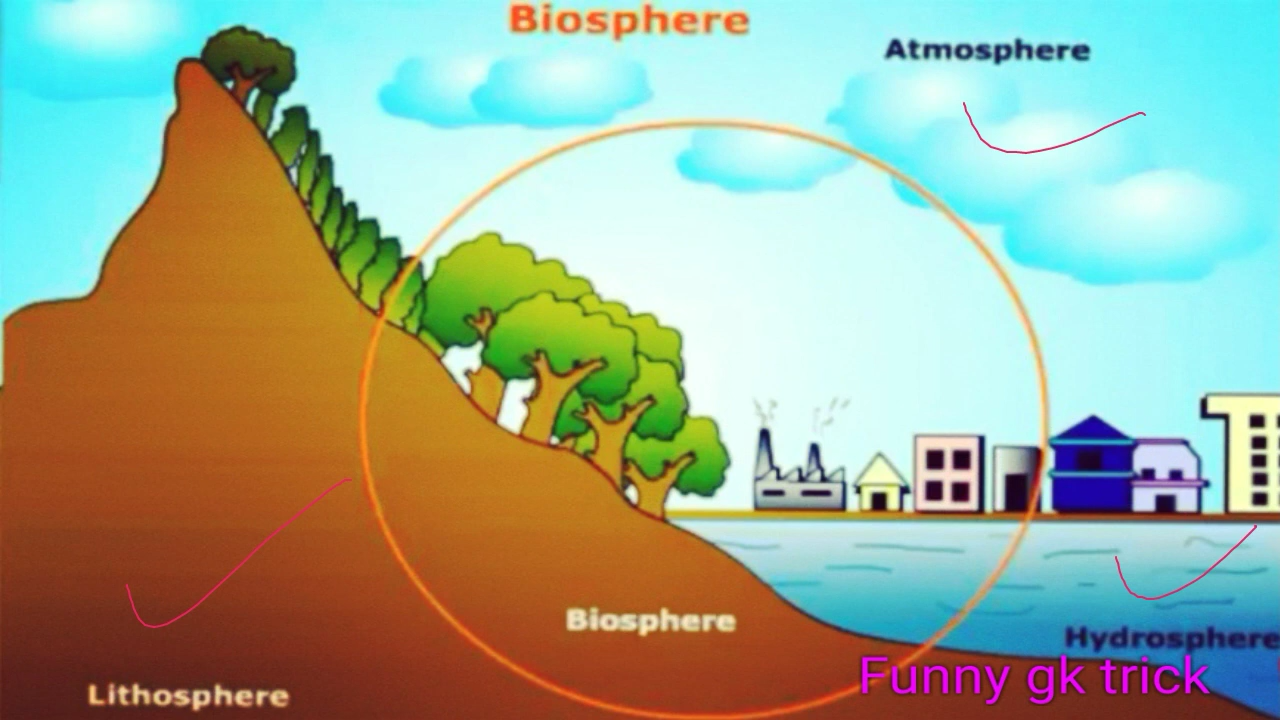 Biosphere
Atmosphere
Biosphere
Hydrosphere
Funny gk trick
Lithosphere